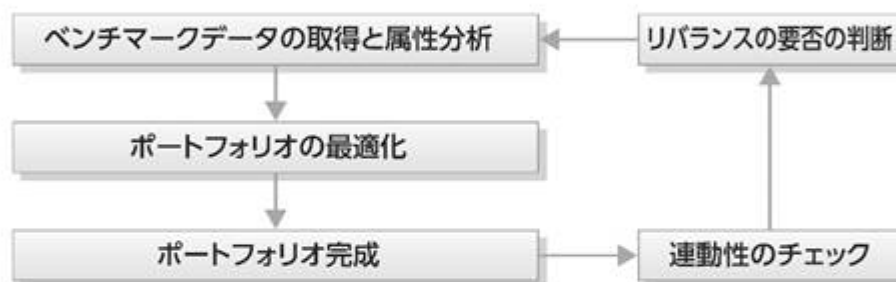 ベンチマークデータの取得と属性分析
リバランスの要否の判断
ポートフォリオの最適化
ポートフォリオ完成
連動性のチェック